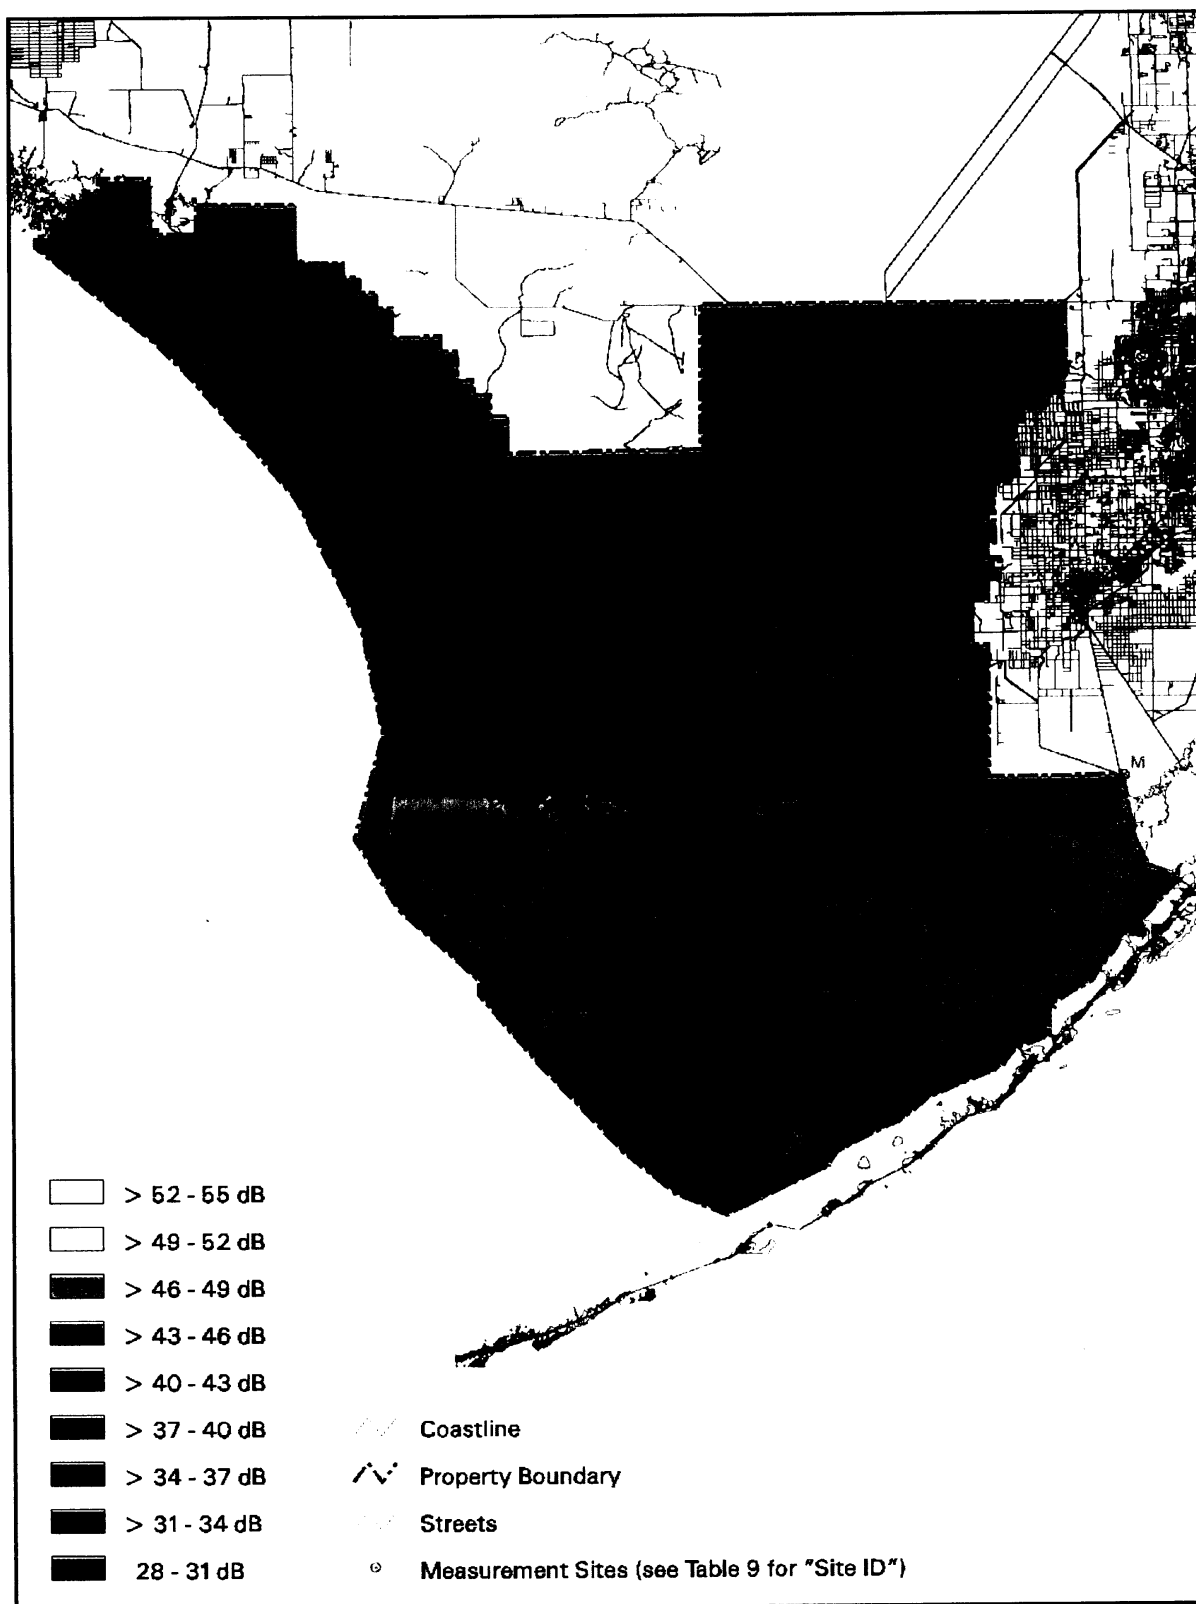 M
> 52 - 55 dB
> 49 - 52 dB
> 46 - 49 dB
> 43 - 46 dB
> 40 - 43 dB
> 37 - 40 dB
> 34 - 37 dB
> 31 - 34 dB
28 - 31 dB
Coastline
Property Boundary
Streets
Measurement Sites (see Table 9 for "Site ID")